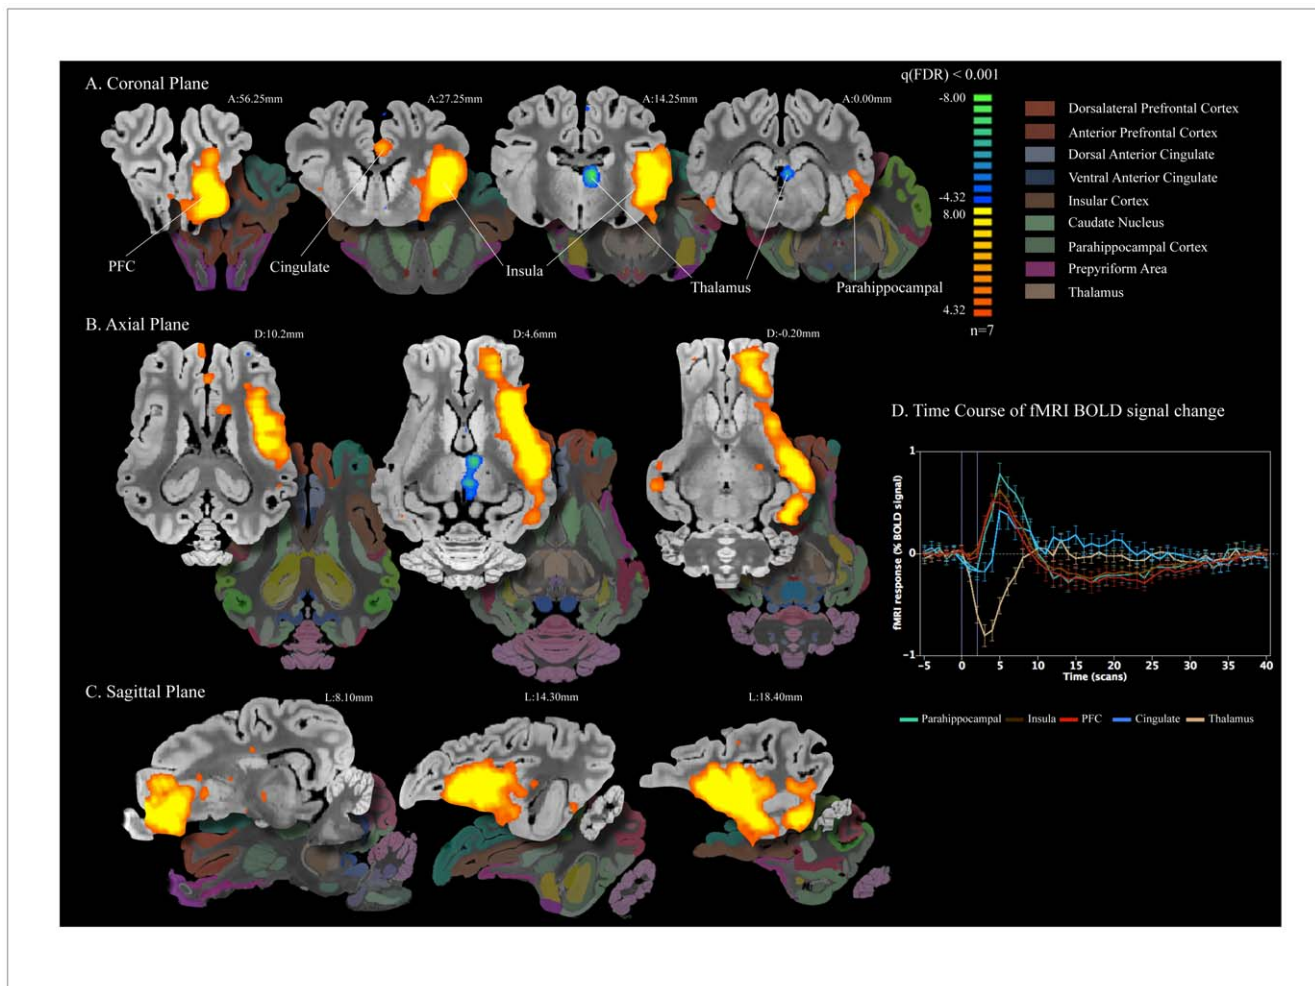 A. Coronal Plane
q(FDR) < 0.001
A:56.25mm
A:27.25mm
A:14.25mm
A:0.00mm
-8.00
-4.32
8.00
4.32
n=7
Dorsalateral Prefrontal Cortex
Anterior Prefrontal Cortex
Dorsal Anterior Cingulate
Ventral Anterior Cingulate
Insular Cortex
Caudate Nucleus
Parahippocampal Cortex
Prepyriform Area
Thalamus
PFC
Cingulate
Insula
Thalamus
Parahippocampal
B. Axial Plane
D:10.2mm
D:4.6mm
D:-0.20mm
D. Time Course of fMRI BOLD signal change
fMRI response (% BOLD signal)
1
0
-1
-5 0 5 10 15 20 25 30 35 40
Time (scans)
Parahippocampal Insula PFC Cingulate Thalamus
C. Sagittal Plane
L:8.10mm
L:14.30mm
L:18.40mm